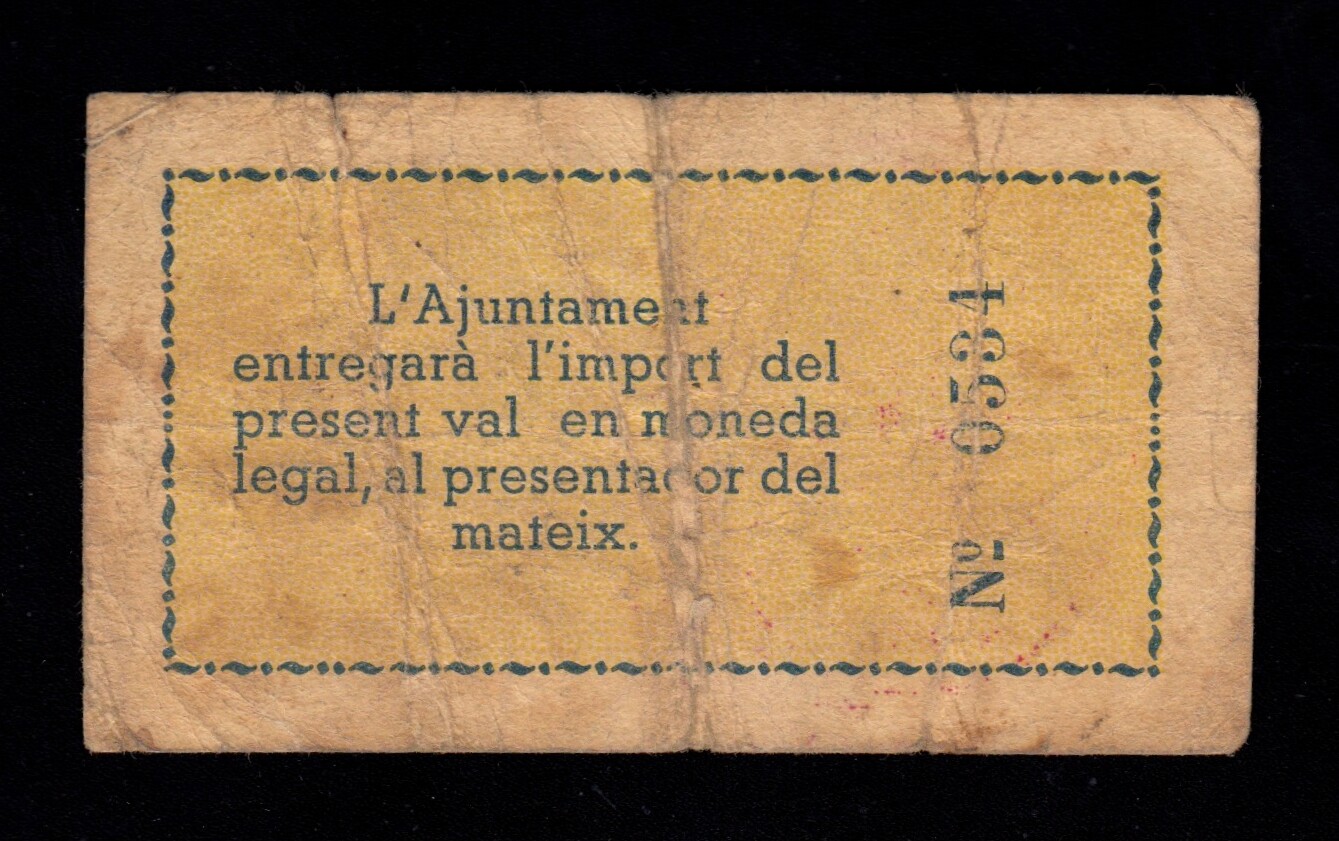 L'Ajuntament
entregarà l'import del
present val en moneda
legal, al presentador del
mateix.
Nº 0534